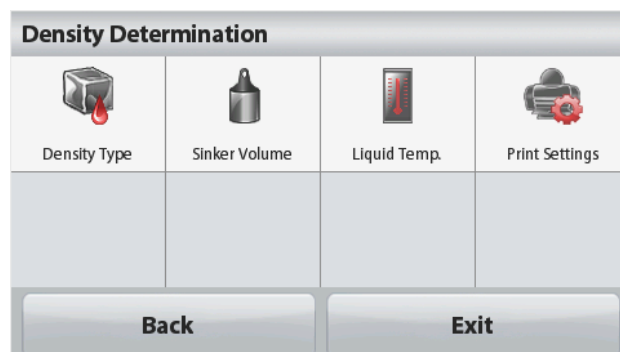 Density Determination
Density Type
Sinker Volume
Liquid Temp.
Print Settings
Back
Exit